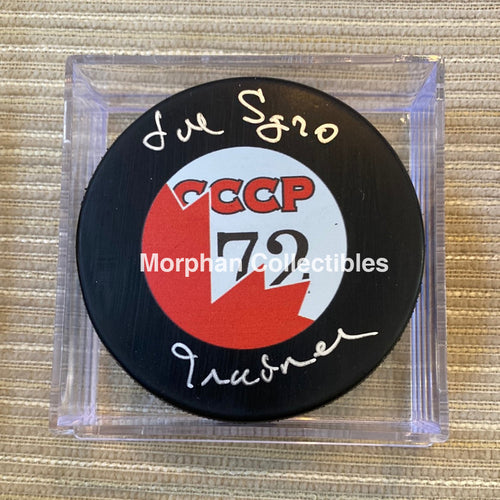 Joe Sgro
CCCP
72
Morphan Collectibles
Trainer